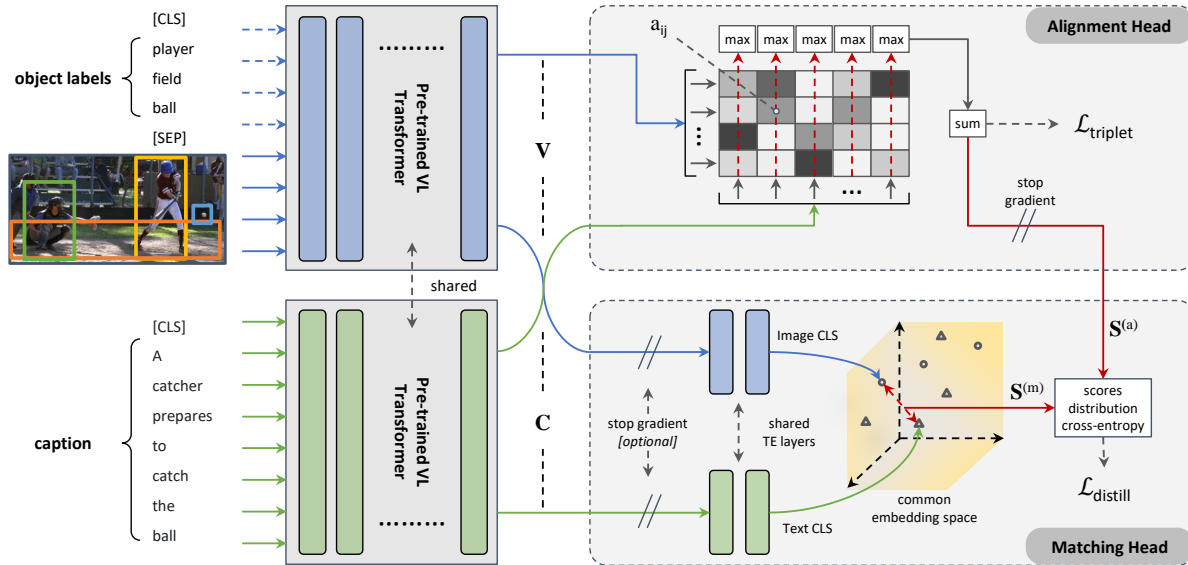 [CLS]
player
field
ball
[SEP]
object labels
Pre-trained VL
Transformer
………
shared
V
C
[CLS]
A
catcher
prepares
to
catch
the
ball
caption
Pre-trained VL
Transformer
………
a_ij
max max max max max
Alignment Head
sum
ℒ_triplet
stop
gradient
S^(a)
Image CLS
stop gradient
[optional]
shared
TE layers
Text CLS
common
embedding space
S^(m)
scores
distribution
cross-entropy
ℒ_distill
Matching Head